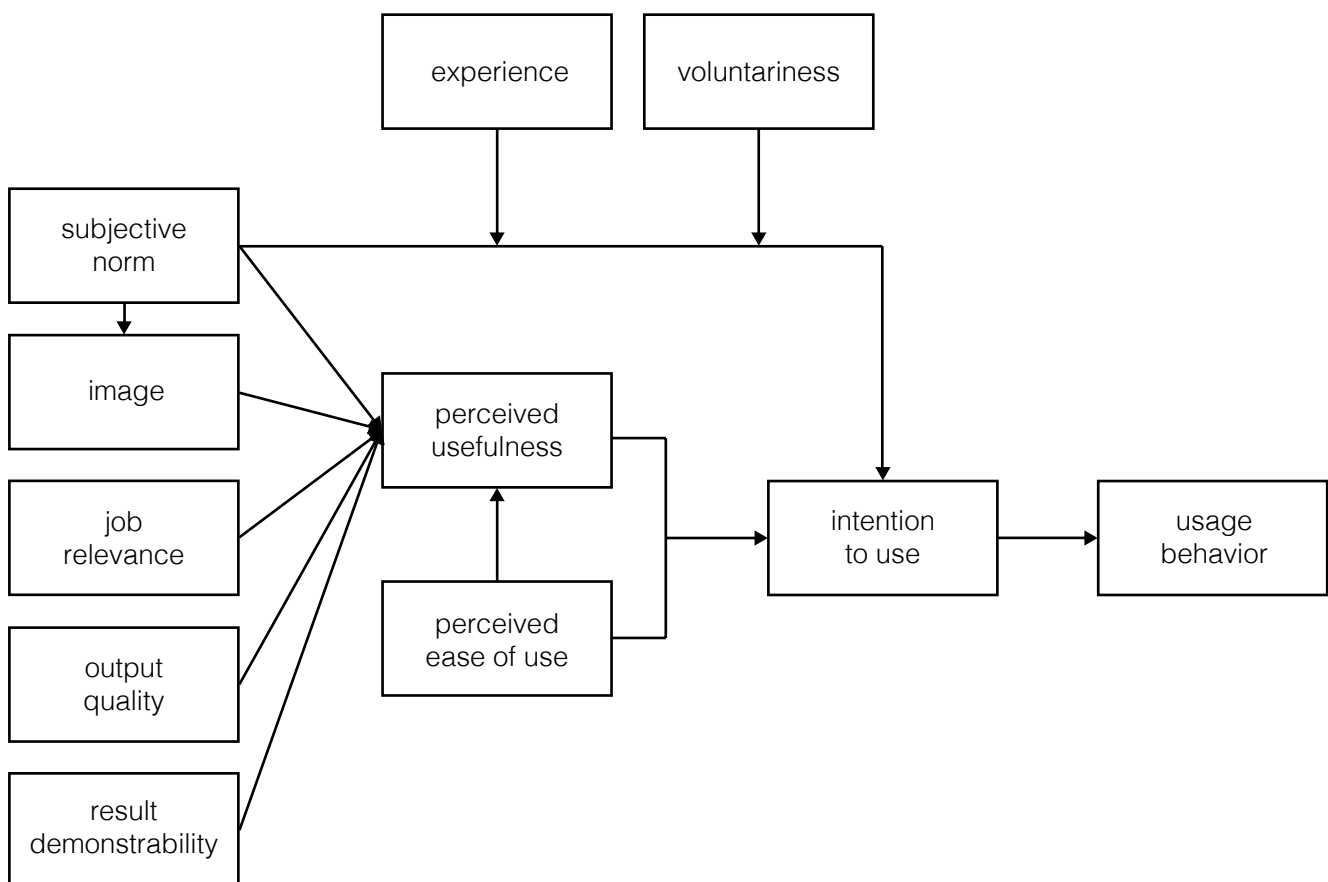 experience
voluntariness
subjective
norm
image
perceived
usefulness
job
relevance
intention
to use
usage
behavior
perceived
ease of use
output
quality
result
demonstrability